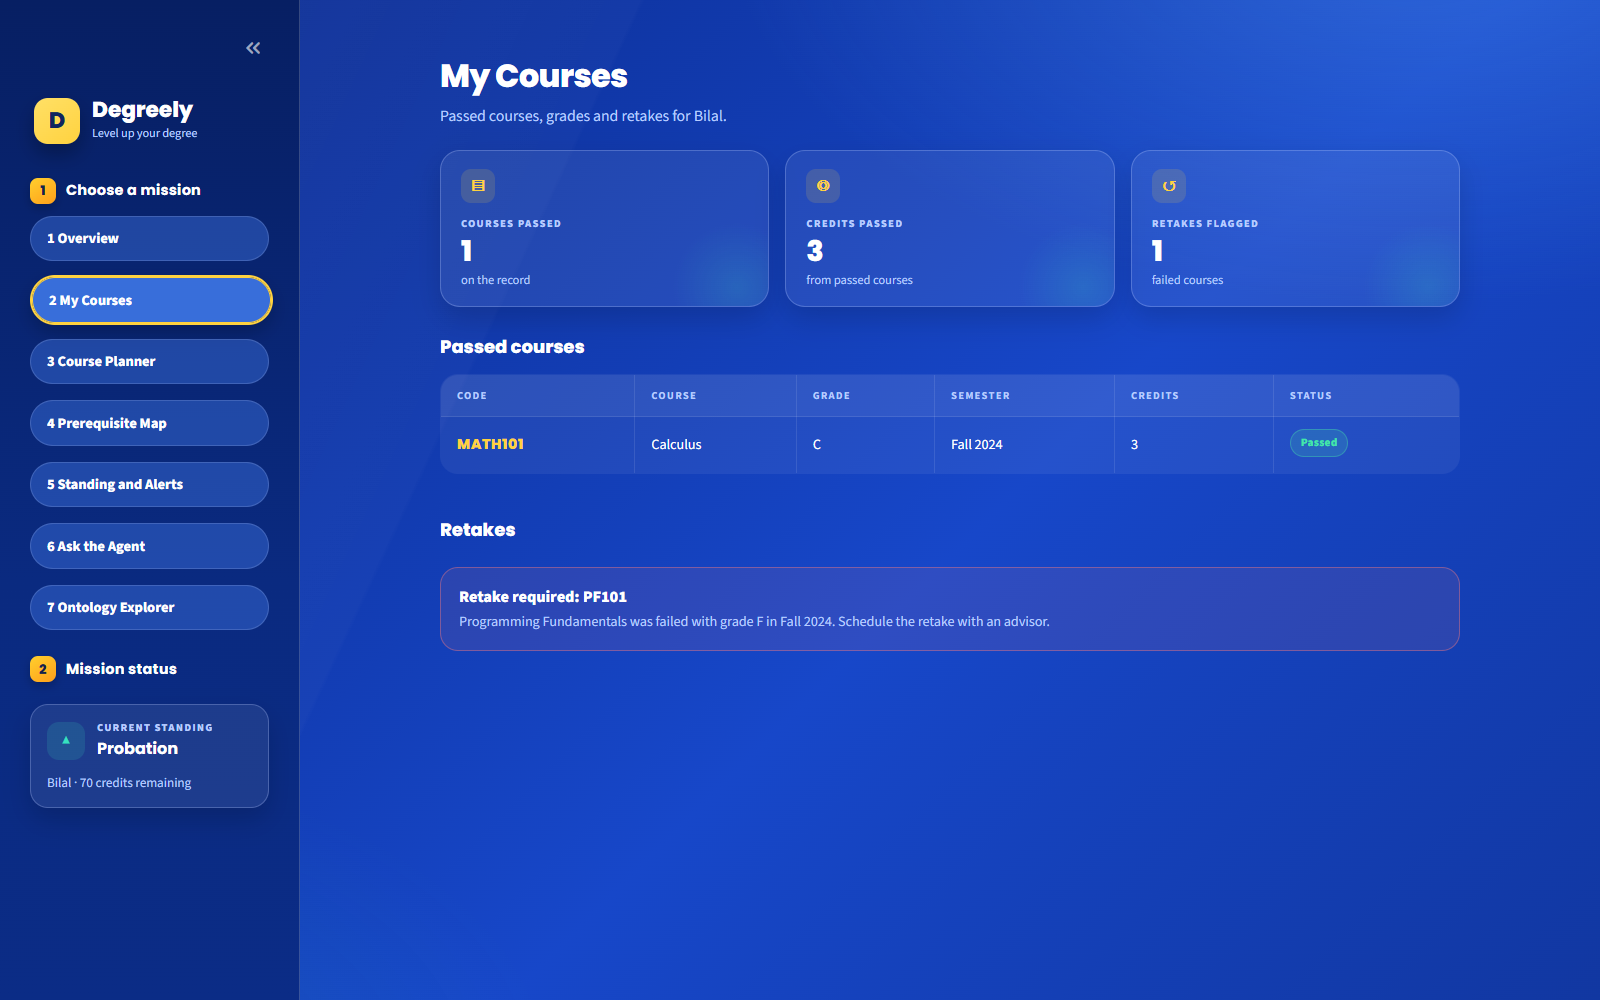 D
Degreely
Level up your degree
1 Choose a mission
1 Overview
2 My Courses
3 Course Planner
4 Prerequisite Map
5 Standing and Alerts
6 Ask the Agent
7 Ontology Explorer
2 Mission status
CURRENT STANDING
Probation
Bilal · 70 credits remaining
My Courses
Passed courses, grades and retakes for Bilal.
COURSES PASSED
1
on the record
CREDITS PASSED
3
from passed courses
RETAKES FLAGGED
1
failed courses
Passed courses
CODE COURSE GRADE SEMESTER CREDITS STATUS
MATH101 Calculus C Fall 2024 3 Passed
Retakes
Retake required: PF101
Programming Fundamentals was failed with grade F in Fall 2024. Schedule the retake with an advisor.